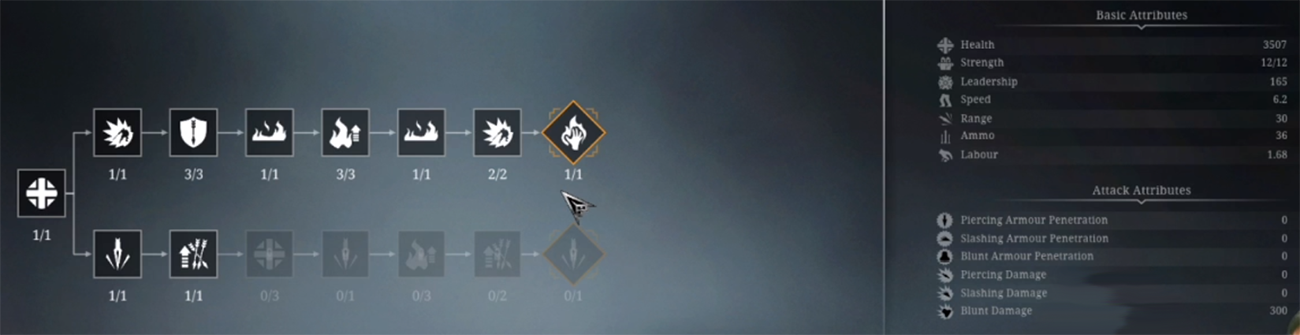 1/1 3/3 1/1 3/3 1/1 2/2 1/1
1/1
1/1 1/1 0/3 0/1 0/3 0/2 0/1
Basic Attributes
Health 3507
Strength 12/12
Leadership 165
Speed 6.2
Range 30
Ammo 36
Labour 1.68
Attack Attributes
Piercing Armour Penetration 0
Slashing Armour Penetration 0
Blunt Armour Penetration 0
Piercing Damage 0
Slashing Damage 0
Blunt Damage 300